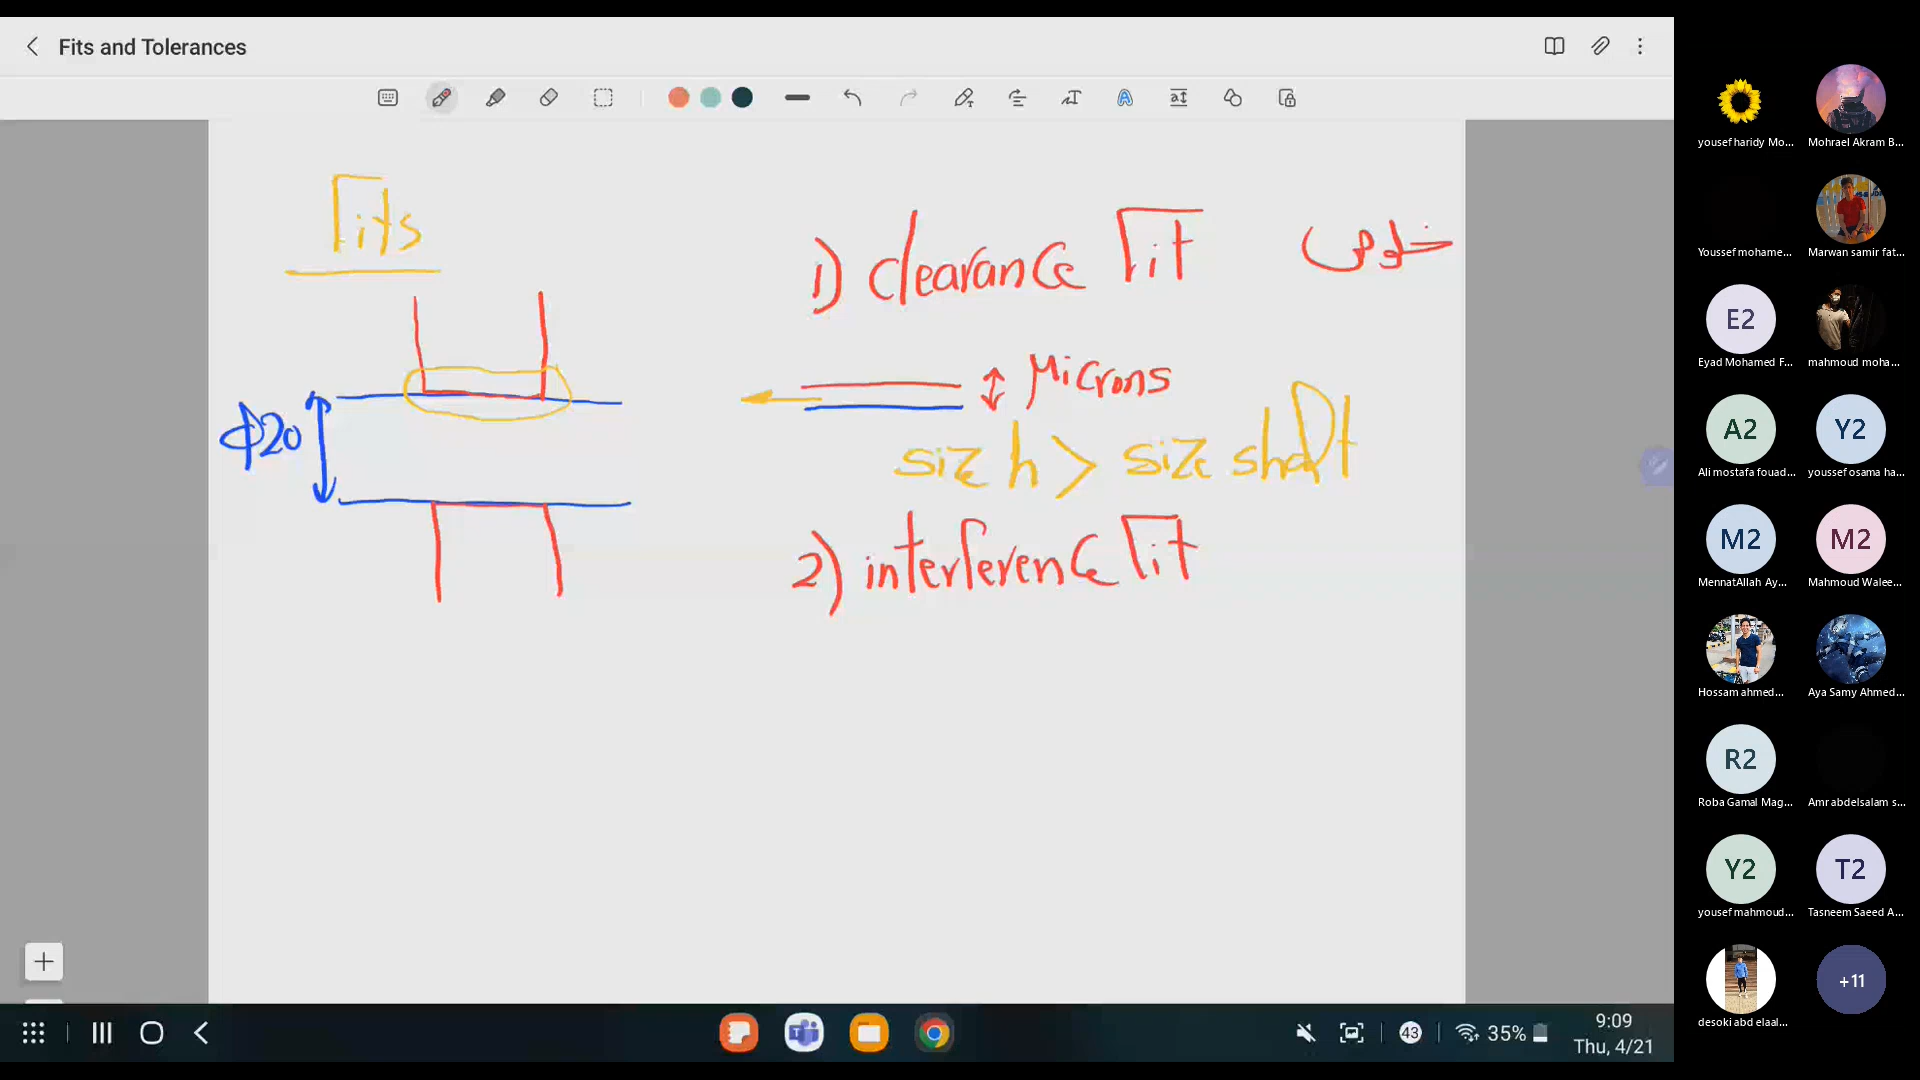 Fits and Tolerances
Fits
1) clearance Fit خلوص
Microns
size h > size shaft
Φ20
2) interference Fit
yousef haridy Mo...
Mohrael Akram B...
Youssef mohame...
Marwan samir fat...
E2
Eyad Mohamed F...
mahmoud moha...
A2
Ali mostafa fouad...
Y2
youssef osama ha...
M2
MennatAllah Ay...
M2
Mahmoud Walee...
Hossam ahmed...
Aya Samy Ahmed...
R2
Roba Gamal Mag...
Amr abdelsalam s...
Y2
yousef mahmoud...
T2
Tasneem Saeed A...
desoki abd elaal...
+11
43
35%
9:09
Thu, 4/21